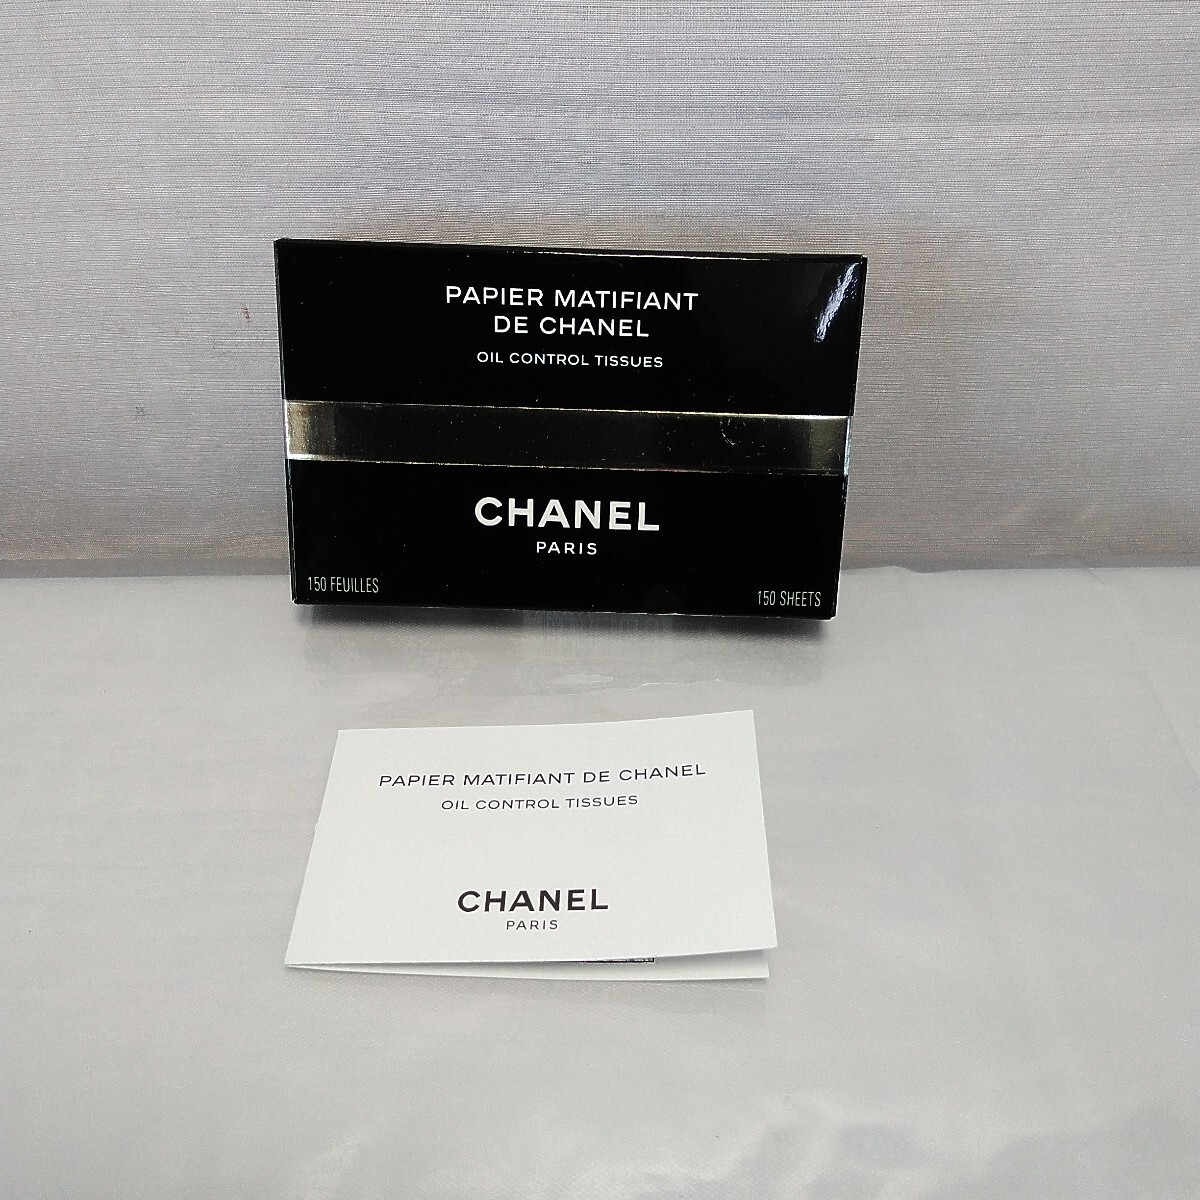 PAPIER MATIFIANT
DE CHANEL
OIL CONTROL TISSUES
CHANEL
PARIS
150 FEUILLES
150 SHEETS
PAPIER MATIFIANT DE CHANEL
OIL CONTROL TISSUES
CHANEL
PARIS